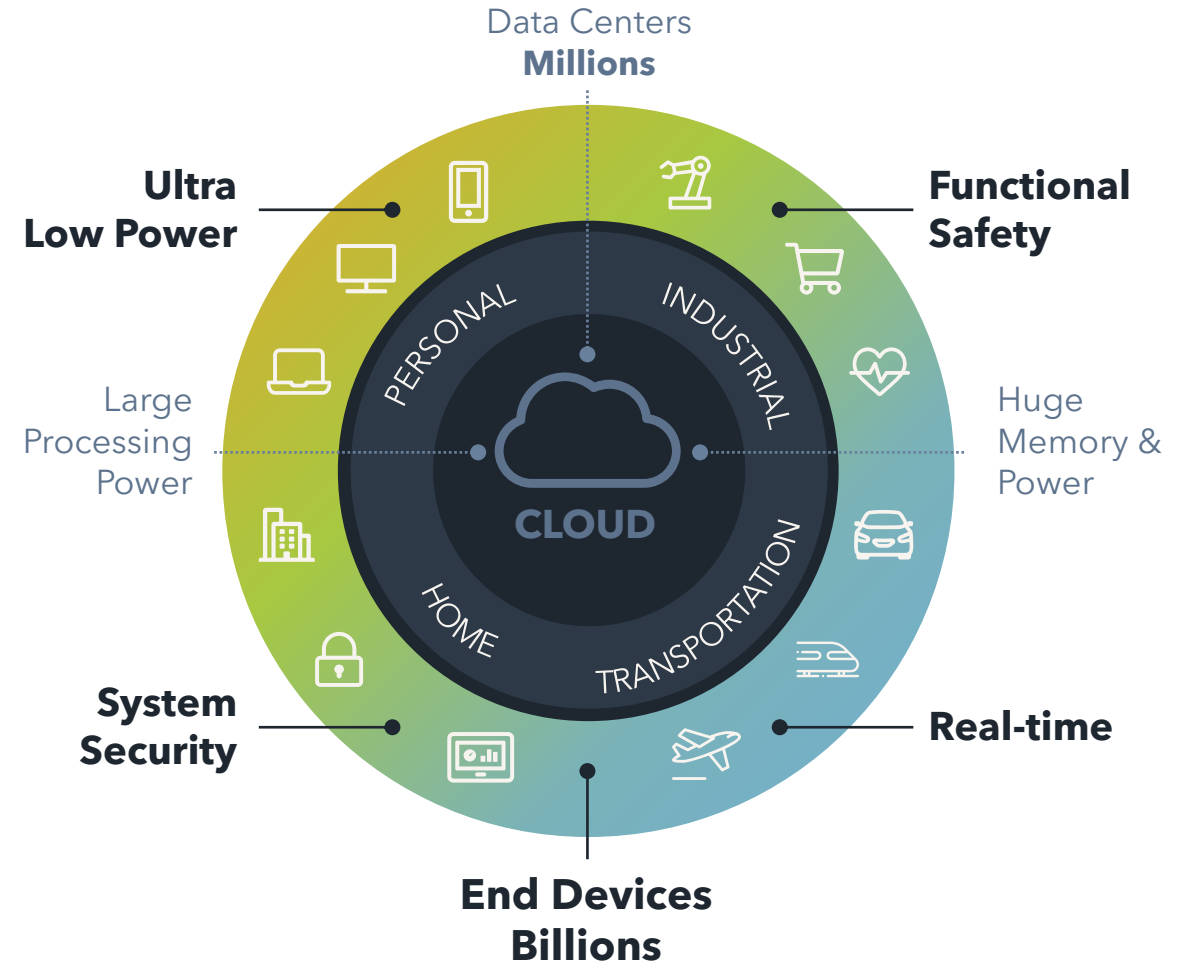 Data Centers
Millions
Ultra
Low Power
Functional
Safety
PERSONAL
INDUSTRIAL
Large
Processing
Power
Huge
Memory &
Power
CLOUD
HOME
TRANSPORTATION
System
Security
Real-time
End Devices
Billions